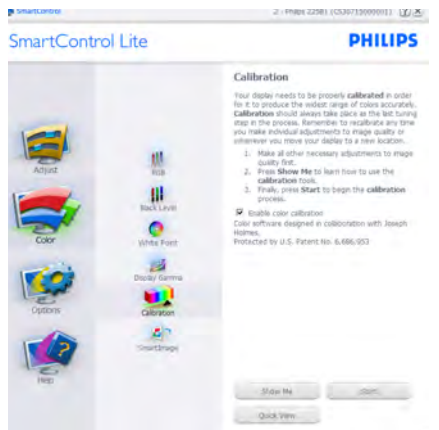 SmartControl
SmartControl Lite
PHILIPS
Adjust
Color
Options
Help
RGB
Black Level
White Point
Display Gamma
Calibration
SmartImage
Calibration
Your display needs to be properly calibrated in order
for it to produce the widest range of colors accurately.
Calibration should always take place as the last tuning
step in the process. Remember to recalibrate any time
you make individual adjustments to image quality or
whenever you move your display to a new location.
1. Make all other necessary adjustments to image
quality first.
2. Press Show Me to learn how to use the
calibration tools.
3. Finally, press Start to begin the calibration
process.
Enable color calibration
Color software designed in collaboration with Joseph
Holmes.
Protected by U.S. Patent No. 6,686,953
Show Me
Start
Quick View